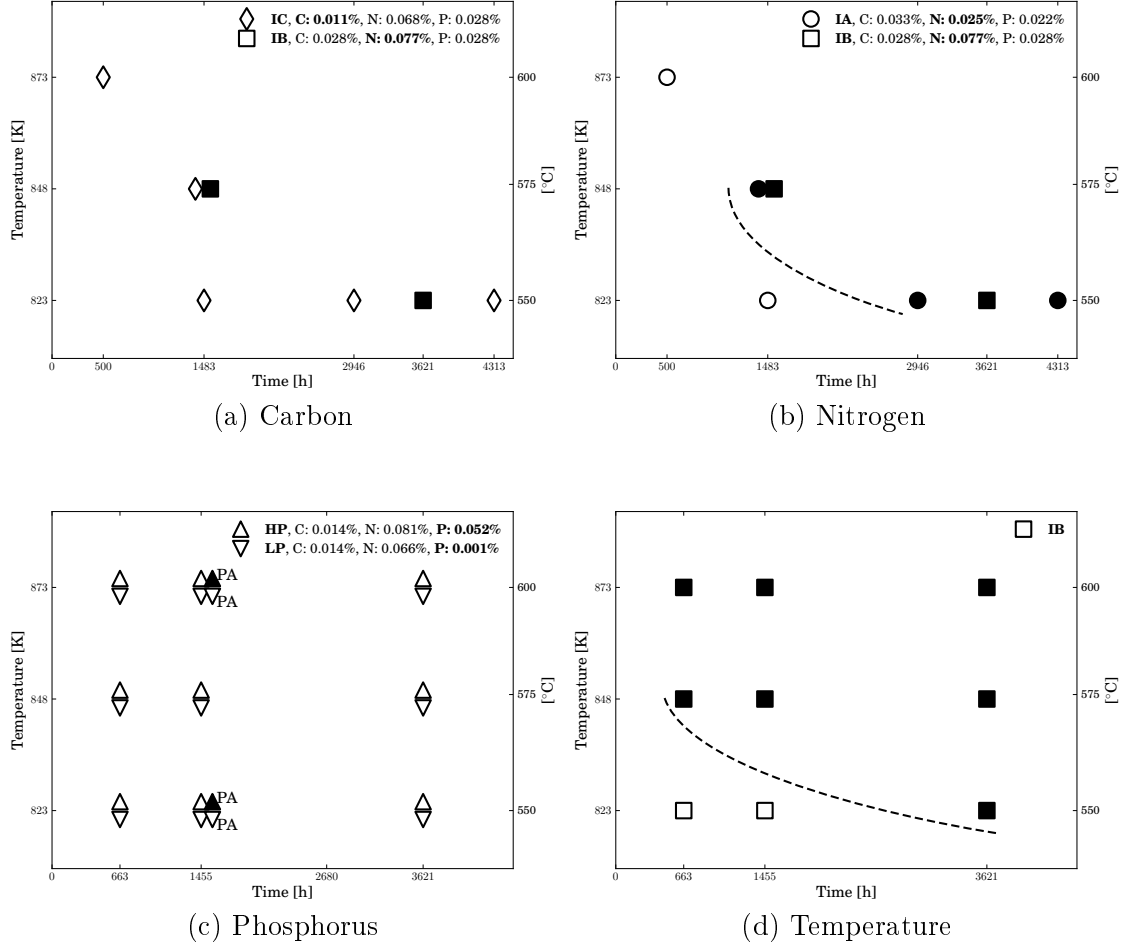 IC, C: 0.011%, N: 0.068%, P: 0.028%
IB, C: 0.028%, N: 0.077%, P: 0.028%
873
848
823
Temperature [K]
600
575
550
[°C]
0
500
1483
2946
3621
4313
Time [h]
(a) Carbon
IA, C: 0.033%, N: 0.025%, P: 0.022%
IB, C: 0.028%, N: 0.077%, P: 0.028%
873
848
823
Temperature [K]
600
575
550
[°C]
0
500
1483
2946
3621
4313
Time [h]
(b) Nitrogen
HP, C: 0.014%, N: 0.081%, P: 0.052%
LP, C: 0.014%, N: 0.066%, P: 0.001%
873
848
823
Temperature [K]
PA
PA
PA
PA
600
575
550
[°C]
0
663
1455
2680
3621
Time [h]
(c) Phosphorus
IB
873
848
823
Temperature [K]
600
575
550
[°C]
0
663
1455
3621
Time [h]
(d) Temperature